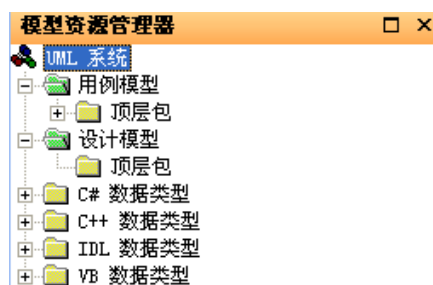 模型资源管理器
UML 系统
用例模型
顶层包
设计模型
顶层包
C# 数据类型
C++ 数据类型
IDL 数据类型
VB 数据类型